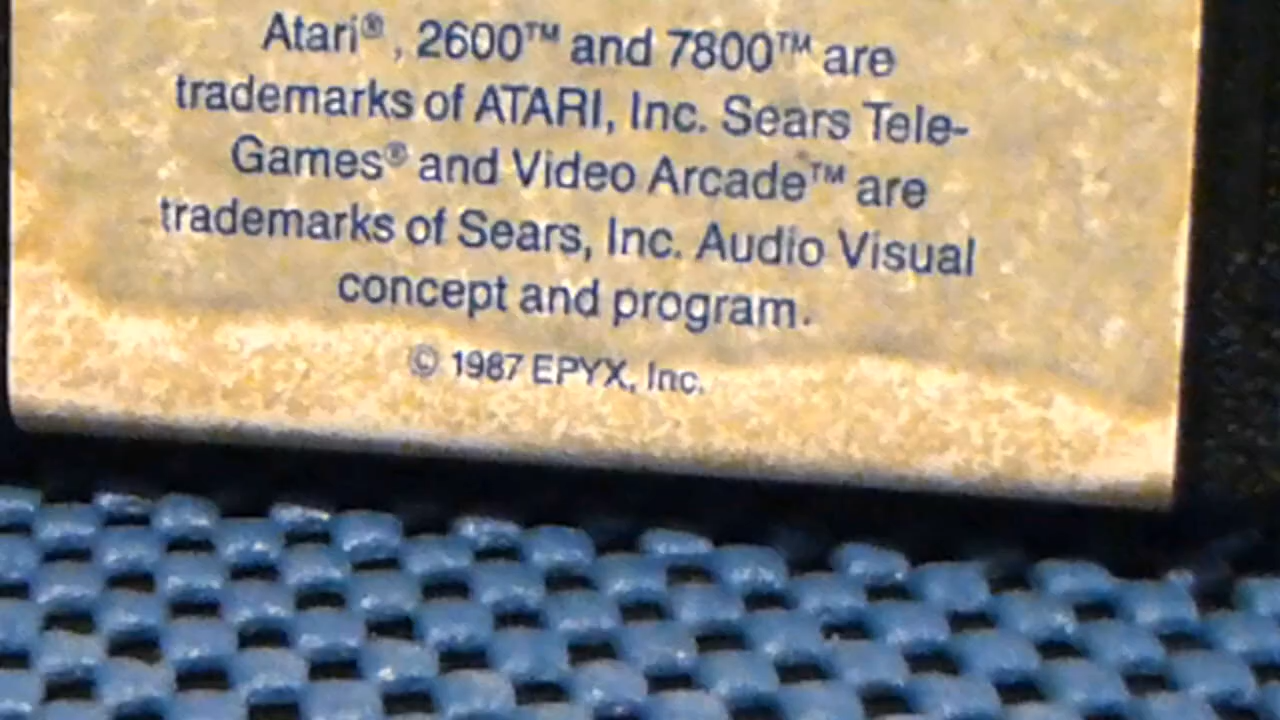 Atari®, 2600™ and 7800™ are
trademarks of ATARI, Inc. Sears Tele-
Games® and Video Arcade™ are
trademarks of Sears, Inc. Audio Visual
concept and program.
© 1987 EPYX, Inc.